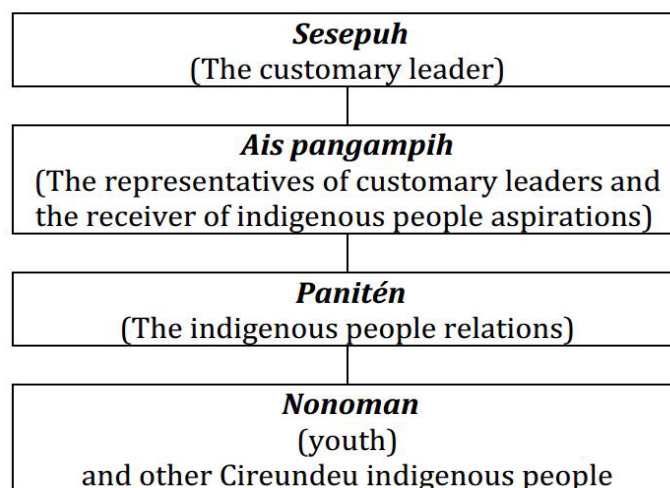 Sesepuh
(The customary leader)
Ais pangampih
(The representatives of customary leaders and
the receiver of indigenous people aspirations)
Panitén
(The indigenous people relations)
Nonoman
(youth)
and other Cireundeu indigenous people